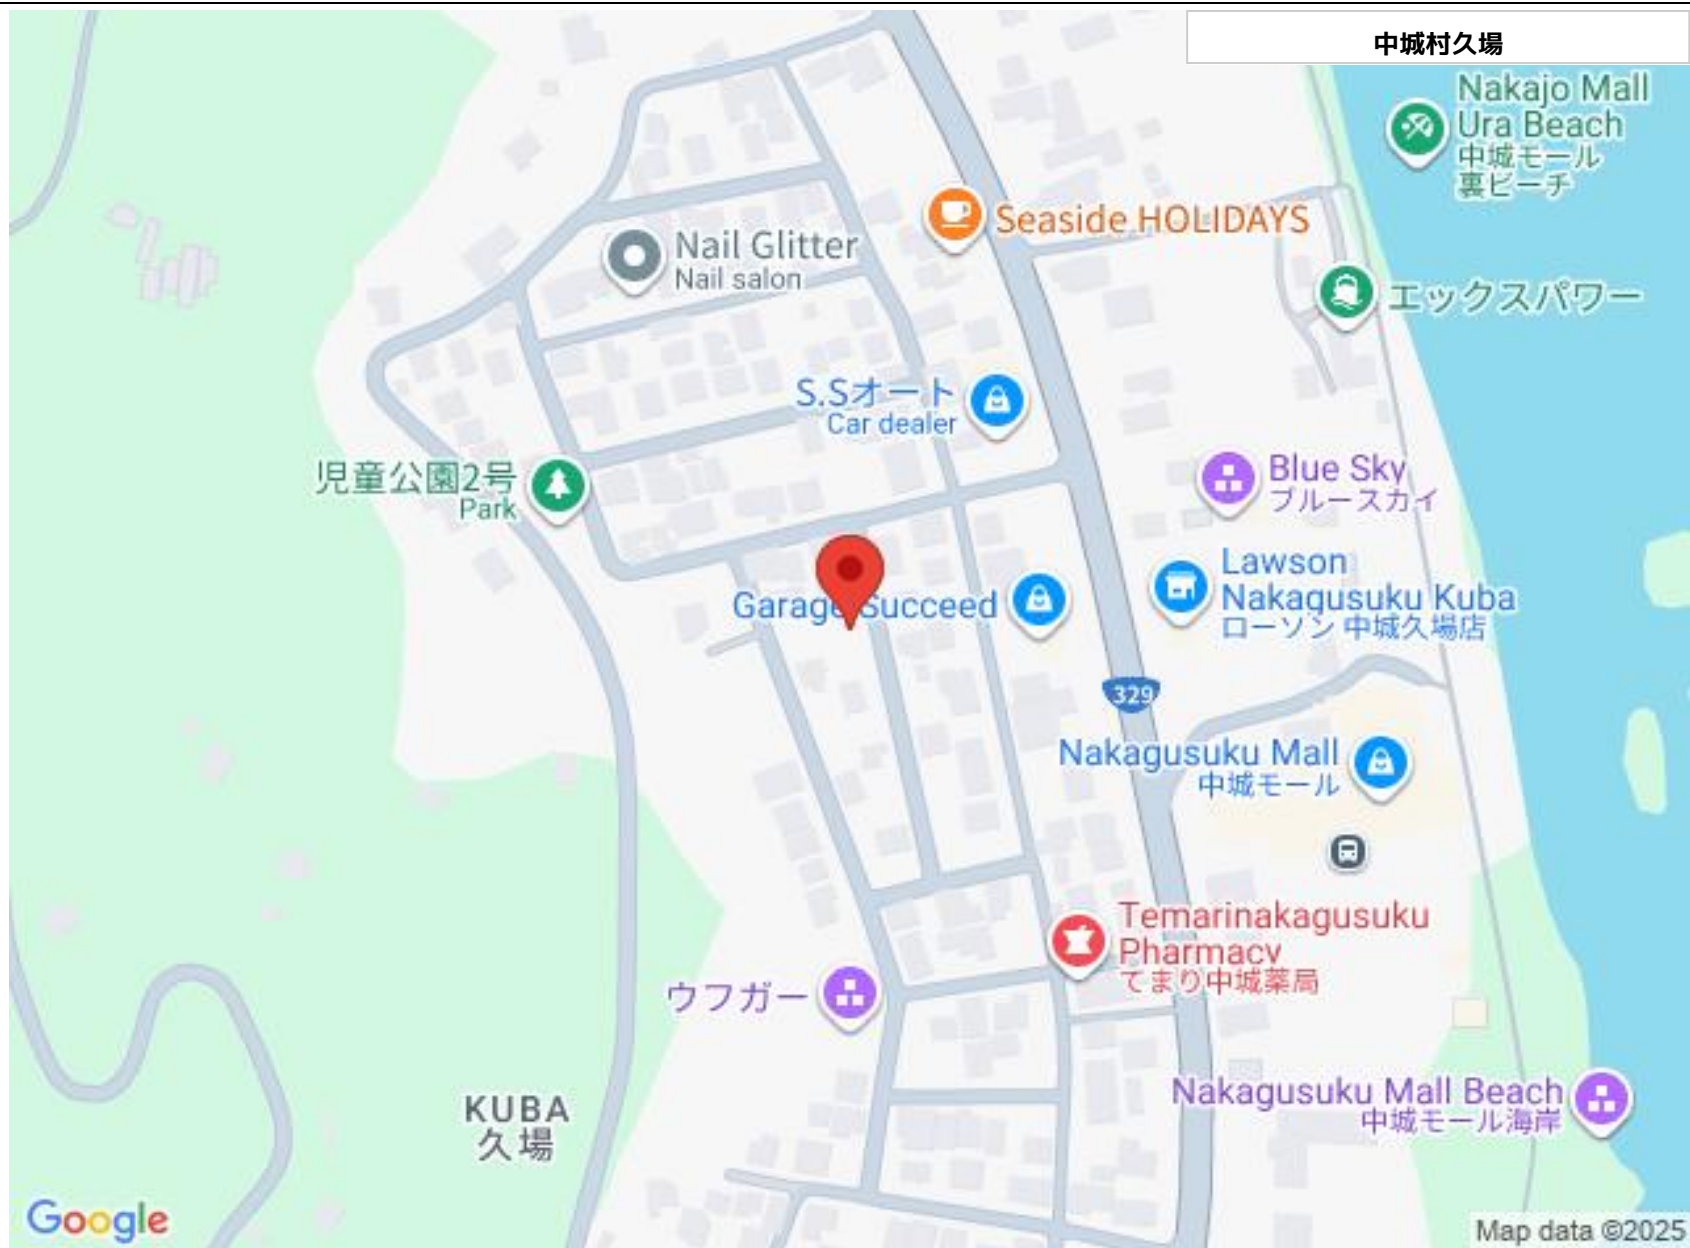 中城村久場
Nakajo Mall
Ura Beach
中城モール
裏ビーチ
Seaside HOLIDAYS
Nail Glitter
Nail salon
エックスパワー
S.Sオート
Car dealer
児童公園2号
Park
Blue Sky
ブルースカイ
Lawson
Nakagusuku Kuba
ローソン 中城久場店
Garage Succeed
329
Nakagusuku Mall
中城モール
Temarinakagusuku
Pharmacy
てまり中城薬局
ウフガー
Nakagusuku Mall Beach
中城モール海岸
KUBA
久場
Google
Map data ©2025